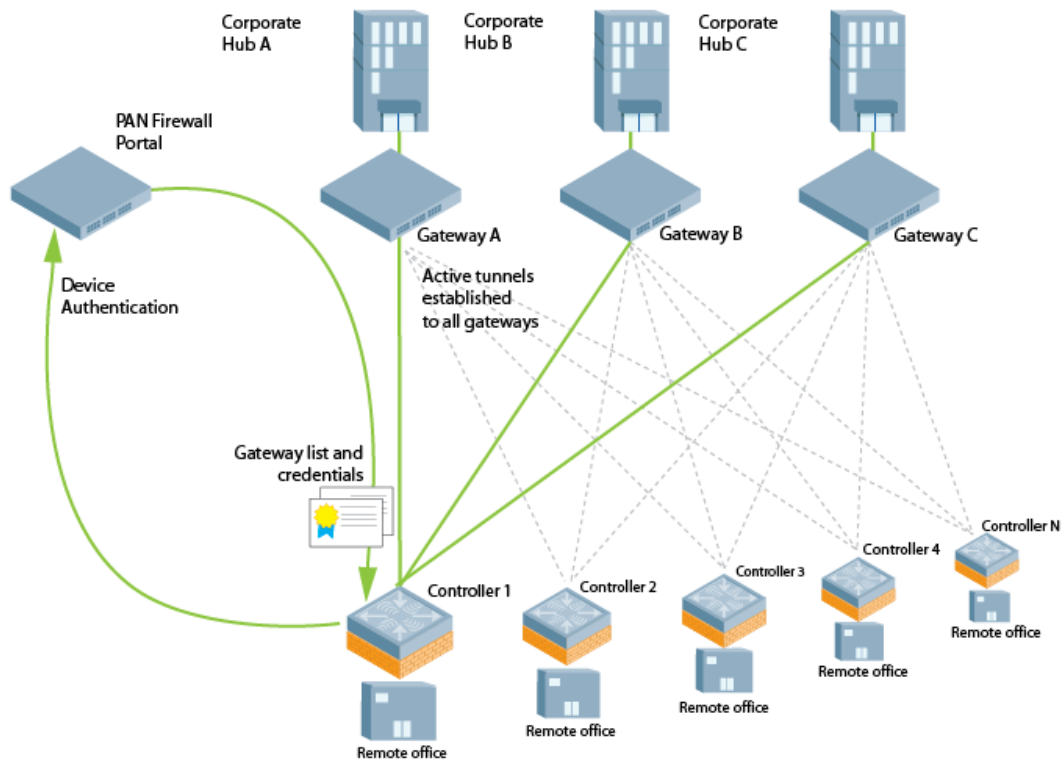 Corporate
Hub A
Corporate
Hub B
Corporate
Hub C
PAN Firewall
Portal
Gateway A
Gateway B
Gateway C
Device
Authentication
Active tunnels
established
to all gateways
Gateway list and
credentials
Controller 1
Controller 2
Controller 3
Controller 4
Controller N
Remote office
Remote office
Remote office
Remote office
Remote office